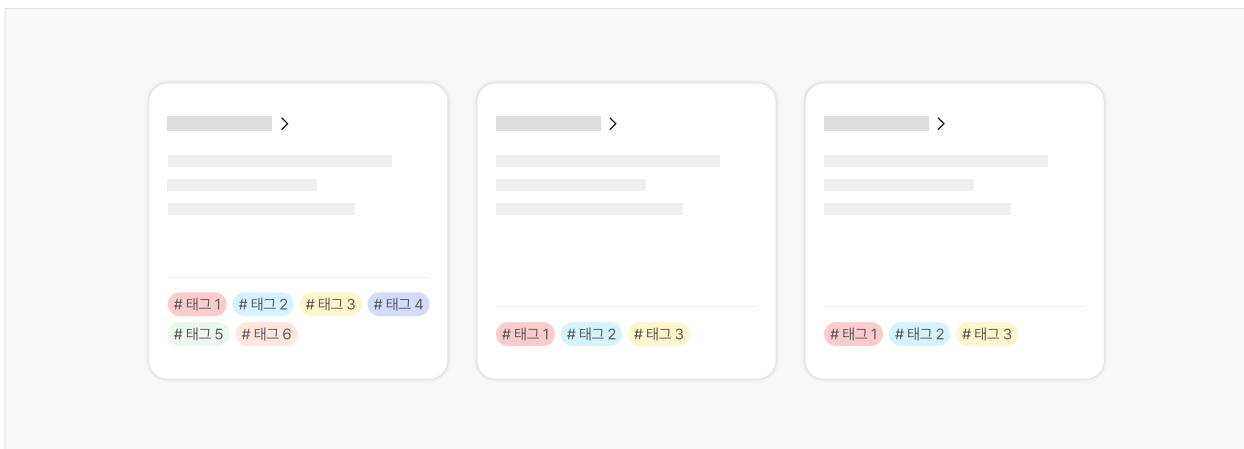 # 태그 1 # 태그 2 # 태그 3 # 태그 4
# 태그 5 # 태그 6
# 태그 1 # 태그 2 # 태그 3
# 태그 1 # 태그 2 # 태그 3